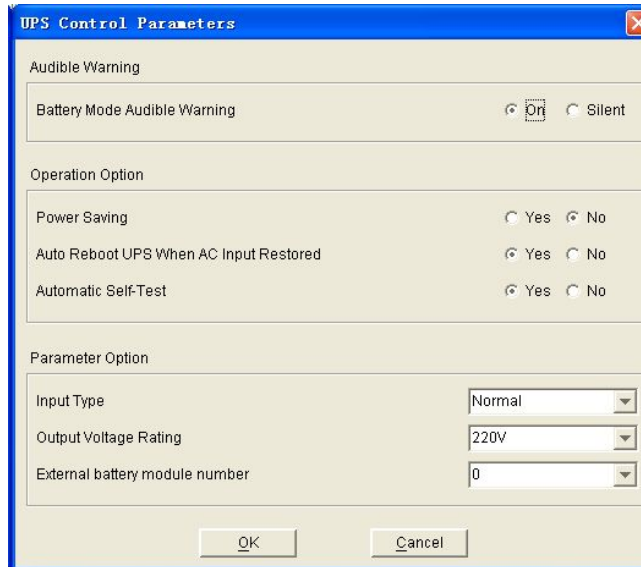 UPS Control Parameters
Audible Warning
Battery Mode Audible Warning On Silent
Operation Option
Power Saving Yes No
Auto Reboot UPS When AC Input Restored Yes No
Automatic Self-Test Yes No
Parameter Option
Input Type Normal
Output Voltage Rating 220V
External battery module number 0
OK Cancel